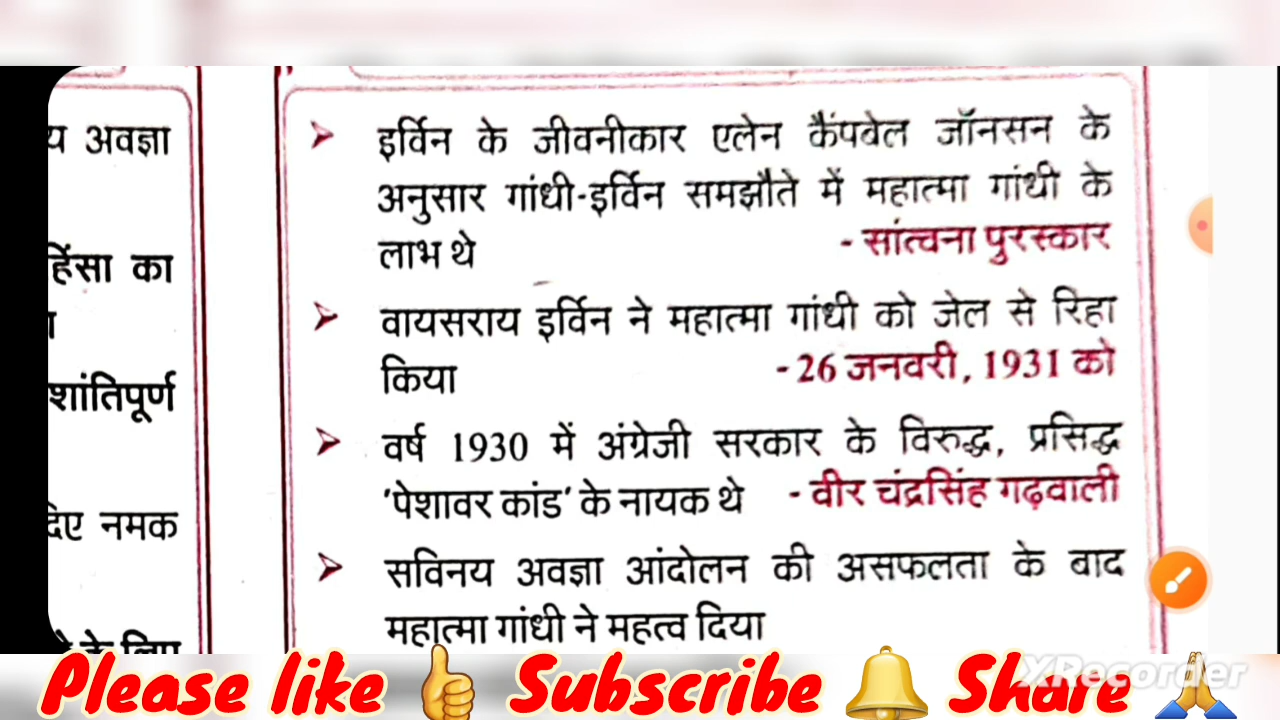 य अवज्ञा
हिंसा का
शांतिपूर्ण
दिए नमक
के लिए
इर्विन के जीवनीकार एलेन कैंपबेल जॉनसन के
अनुसार गांधी-इर्विन समझौते में महात्मा गांधी के
लाभ थे - सांत्वना पुरस्कार
वायसराय इर्विन ने महात्मा गांधी को जेल से रिहा
किया - 26 जनवरी, 1931 को
वर्ष 1930 में अंग्रेजी सरकार के विरुद्ध, प्रसिद्ध
'पेशावर कांड' के नायक थे - वीर चंद्रसिंह गढ़वाली
सविनय अवज्ञा आंदोलन की असफलता के बाद
महात्मा गांधी ने महत्व दिया
Please like Subscribe Share
XRecorder